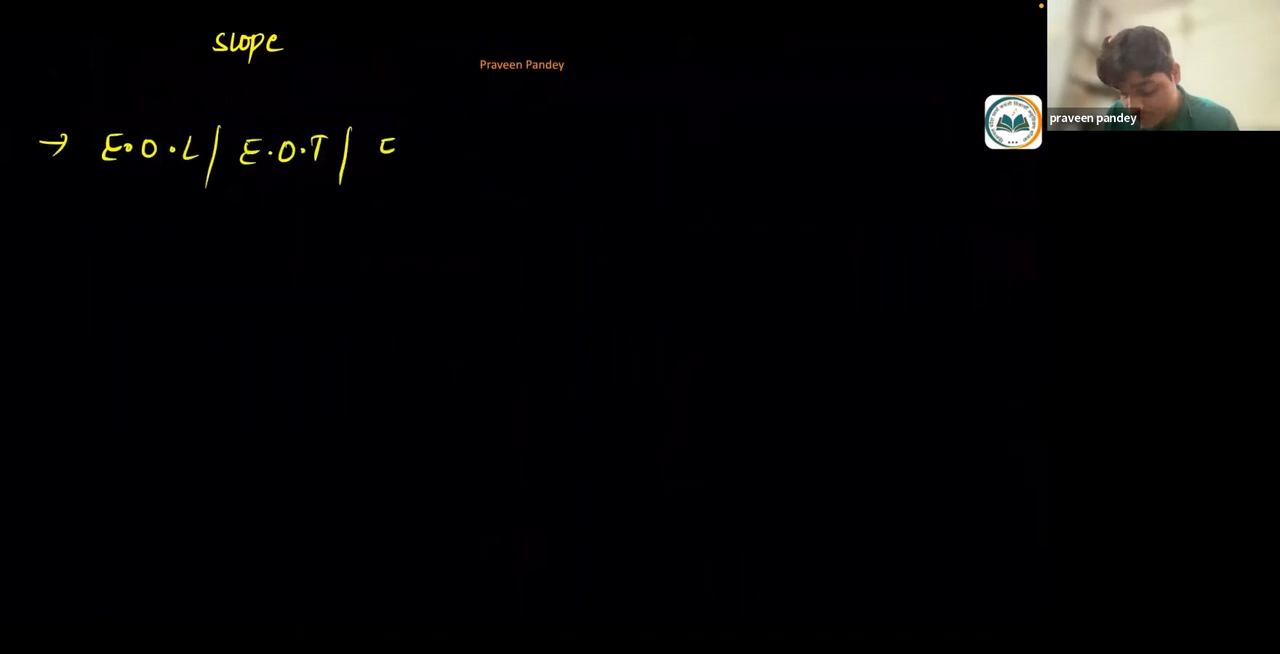 slope
Praveen Pandey
praveen pandey
→ E.O.L / E.O.T /